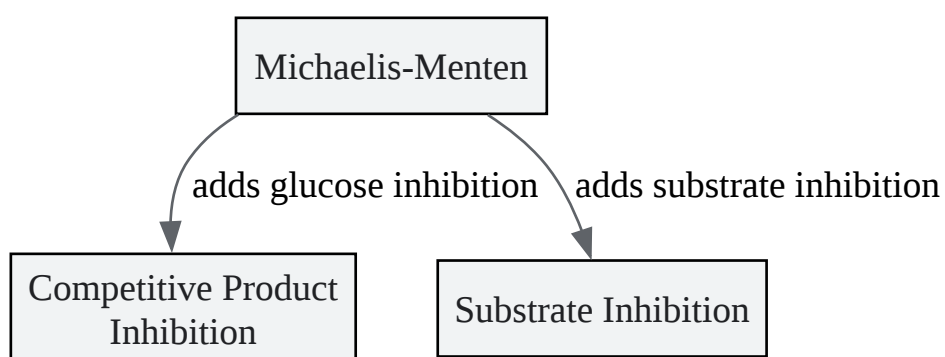 Michaelis-Menten
adds glucose inhibition
adds substrate inhibition
Competitive Product
Inhibition
Substrate Inhibition